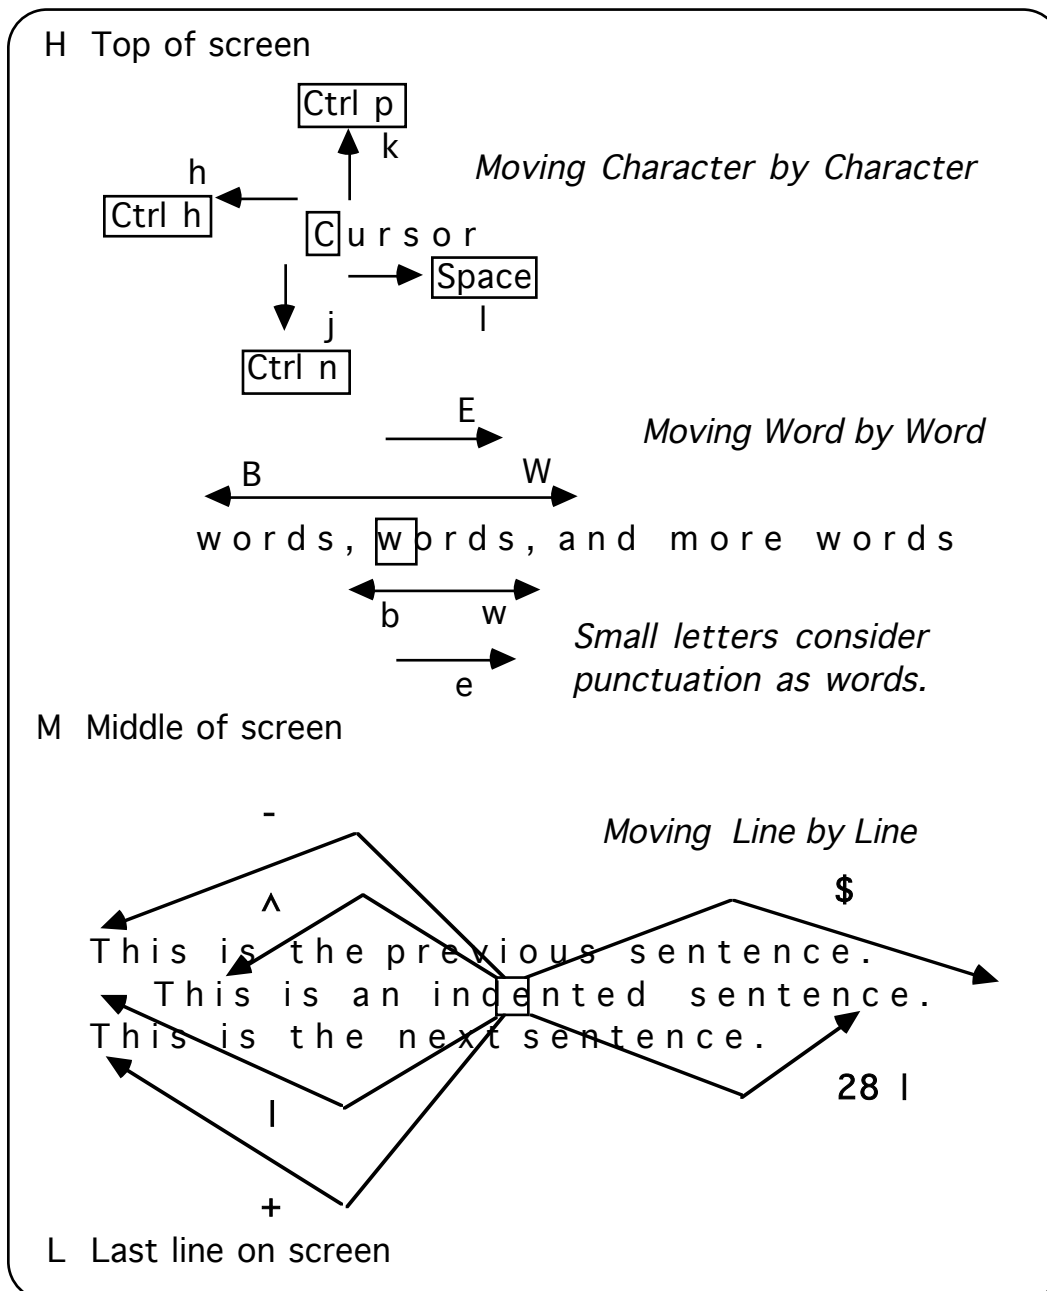 H Top of screen
Ctrl p
k
h
Moving Character by Character
Ctrl h
Cursor
Space
l
j
Ctrl n
E
Moving Word by Word
B W
words, words, and more words
b w
Small letters consider
e
punctuation as words.
M Middle of screen
-
Moving Line by Line
$
^
This is the previous sentence.
This is an indented sentence.
This is the next sentence.
28 |
|
+
L Last line on screen